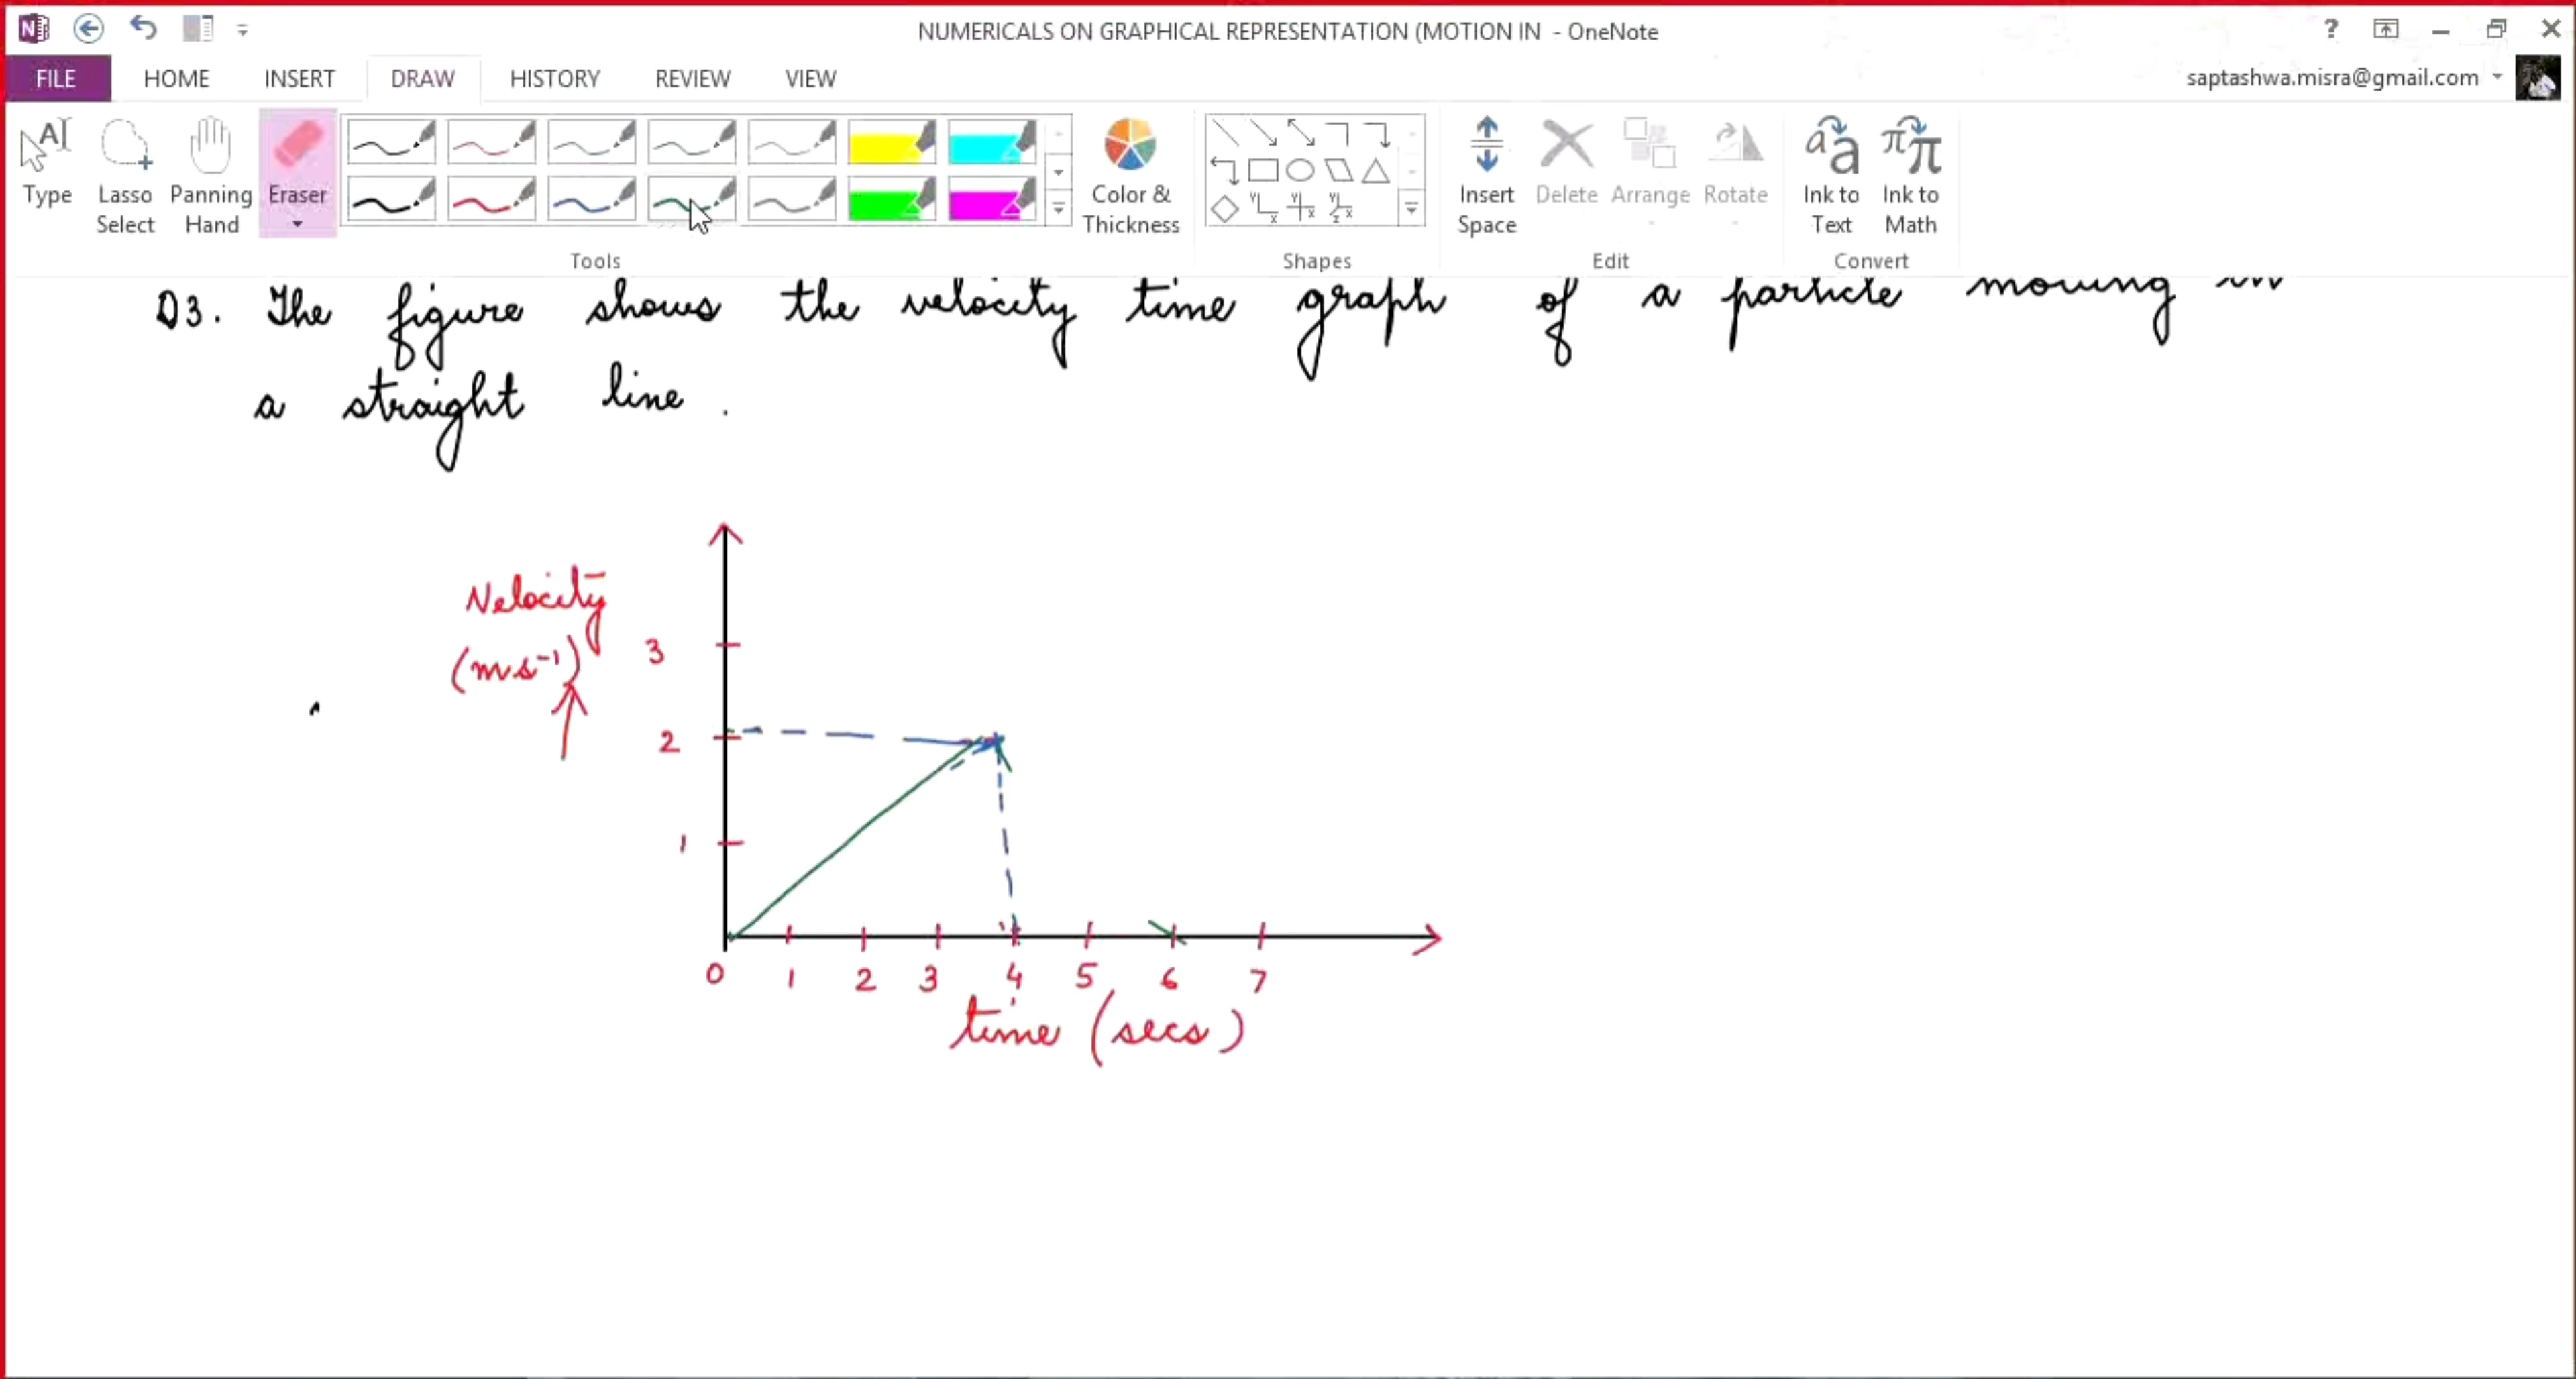 NUMERICALS ON GRAPHICAL REPRESENTATION (MOTION IN - OneNote
?
FILE HOME INSERT DRAW HISTORY REVIEW VIEW
saptashwa.misra@gmail.com
Type
Lasso Select
Panning Hand
Eraser
Color & Thickness
Insert Space
Delete
Arrange
Rotate
Ink to Text
Ink to Math
Tools
Shapes
Edit
Convert
Q3. The figure shows the velocity time graph of a particle moving in
a straight line.
Velocity
(ms⁻¹)
3
2
1
0 1 2 3 4 5 6 7
time (secs)